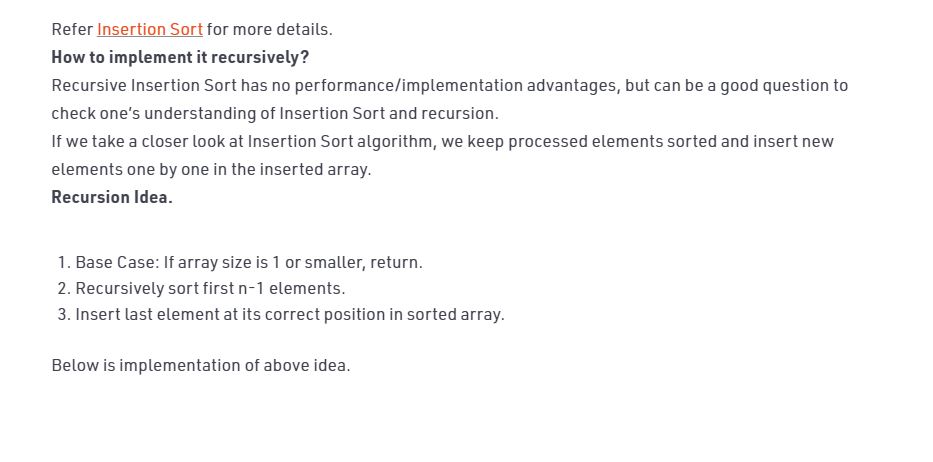 Refer Insertion Sort for more details.
How to implement it recursively?
Recursive Insertion Sort has no performance/implementation advantages, but can be a good question to
check one’s understanding of Insertion Sort and recursion.
If we take a closer look at Insertion Sort algorithm, we keep processed elements sorted and insert new
elements one by one in the inserted array.
Recursion Idea.
1. Base Case: If array size is 1 or smaller, return.
2. Recursively sort first n-1 elements.
3. Insert last element at its correct position in sorted array.
Below is implementation of above idea.